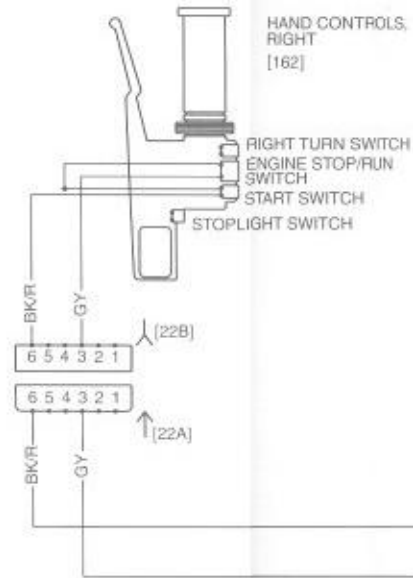 HAND CONTROLS,
RIGHT
[162]
RIGHT TURN SWITCH
ENGINE STOP/RUN
SWITCH
START SWITCH
STOPLIGHT SWITCH
BK/R
GY
[22B]
6 5 4 3 2 1
6 5 4 3 2 1
[22A]
BK/R
GY